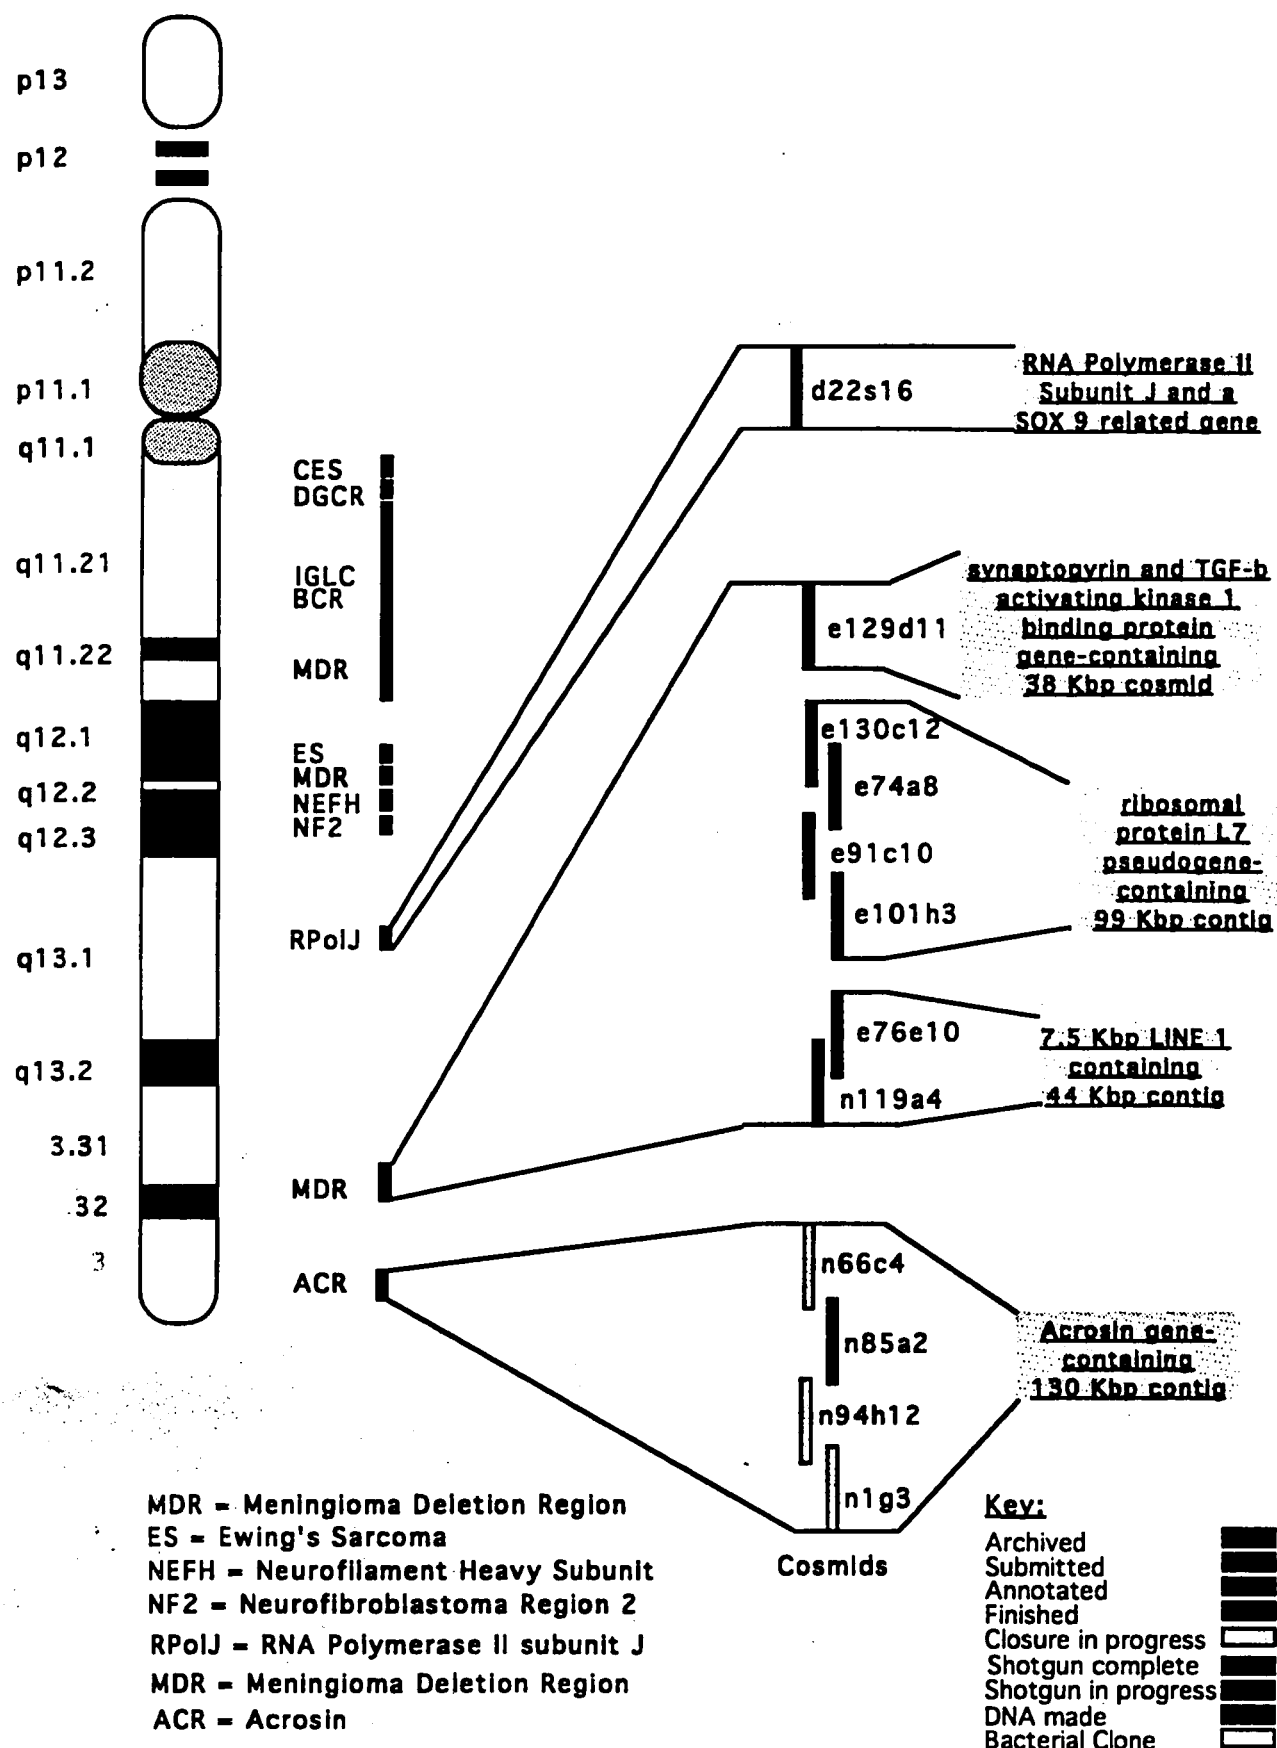 p13
p12
p11.2
p11.1
q11.1
q11.21
q11.22
q12.1
q12.2
q12.3
q13.1
q13.2
3.31
32
3
CES
DGCR
IGLC
BCR
MDR
ES
MDR
NEFH
NF2
RPolJ
MDR
ACR
d22s16
e129d11
e130c12
e74a8
e91c10
e101h3
e76e10
n119a4
n66c4
n85a2
n94h12
n1g3
Cosmids
RNA Polymerase II
Subunit J and a
SOX 9 related gene
synaptogyrin and TGF-b
activating kinase 1
binding protein
gene-containing
38 Kbp cosmid
ribosomal
protein L7
pseudogene-
containing
99 Kbp contig
7.5 Kbp LINE 1
containing
44 Kbp contig
Acrosin gene-
containing
130 Kbp contig
MDR = Meningioma Deletion Region
ES = Ewing's Sarcoma
NEFH = Neurofilament Heavy Subunit
NF2 = Neurofibroblastoma Region 2
RPolJ = RNA Polymerase II subunit J
MDR = Meningioma Deletion Region
ACR = Acrosin
Key:
Archived
Submitted
Annotated
Finished
Closure in progress
Shotgun complete
Shotgun in progress
DNA made
Bacterial Clone